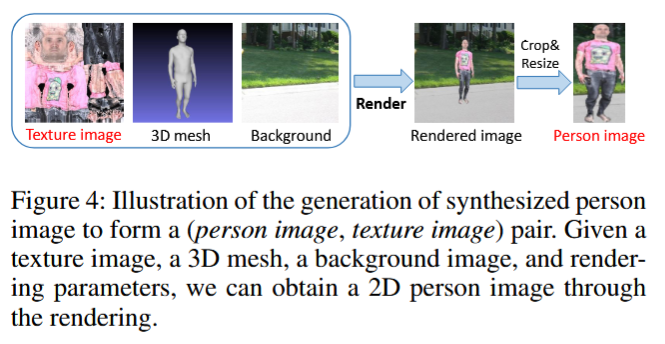 Crop&
Resize
Render
Texture image
3D mesh
Background
Rendered image
Person image
Figure 4: Illustration of the generation of synthesized person
image to form a (person image, texture image) pair. Given a
texture image, a 3D mesh, a background image, and render-
ing parameters, we can obtain a 2D person image through
the rendering.